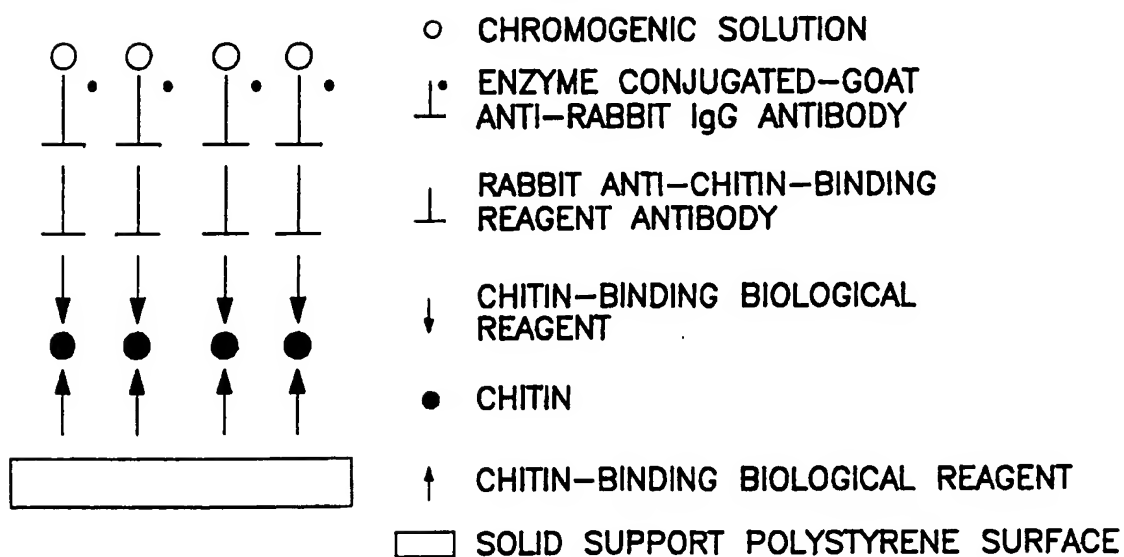 CHROMOGENIC SOLUTION
ENZYME CONJUGATED-GOAT
ANTI-RABBIT IgG ANTIBODY
RABBIT ANTI-CHITIN-BINDING
REAGENT ANTIBODY
CHITIN-BINDING BIOLOGICAL
REAGENT
CHITIN
CHITIN-BINDING BIOLOGICAL REAGENT
SOLID SUPPORT POLYSTYRENE SURFACE